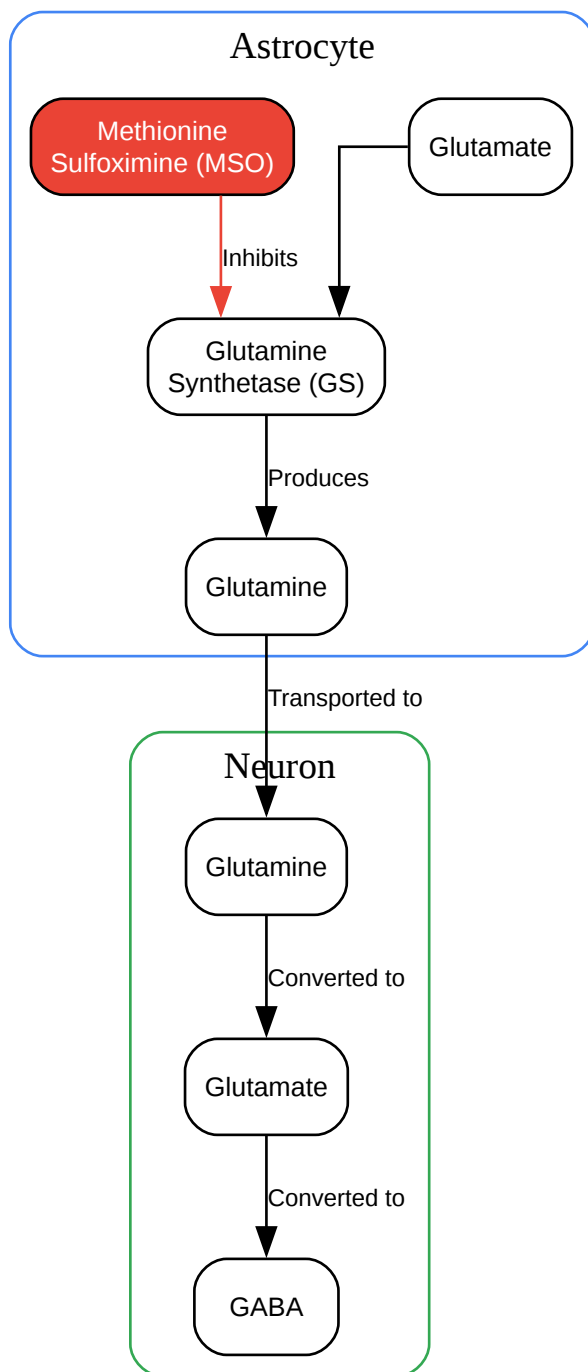 Astrocyte
Methionine
Sulfoximine (MSO)
Glutamate
Inhibits
Glutamine
Synthetase (GS)
Produces
Glutamine
Transported to
Neuron
Glutamine
Converted to
Glutamate
Converted to
GABA